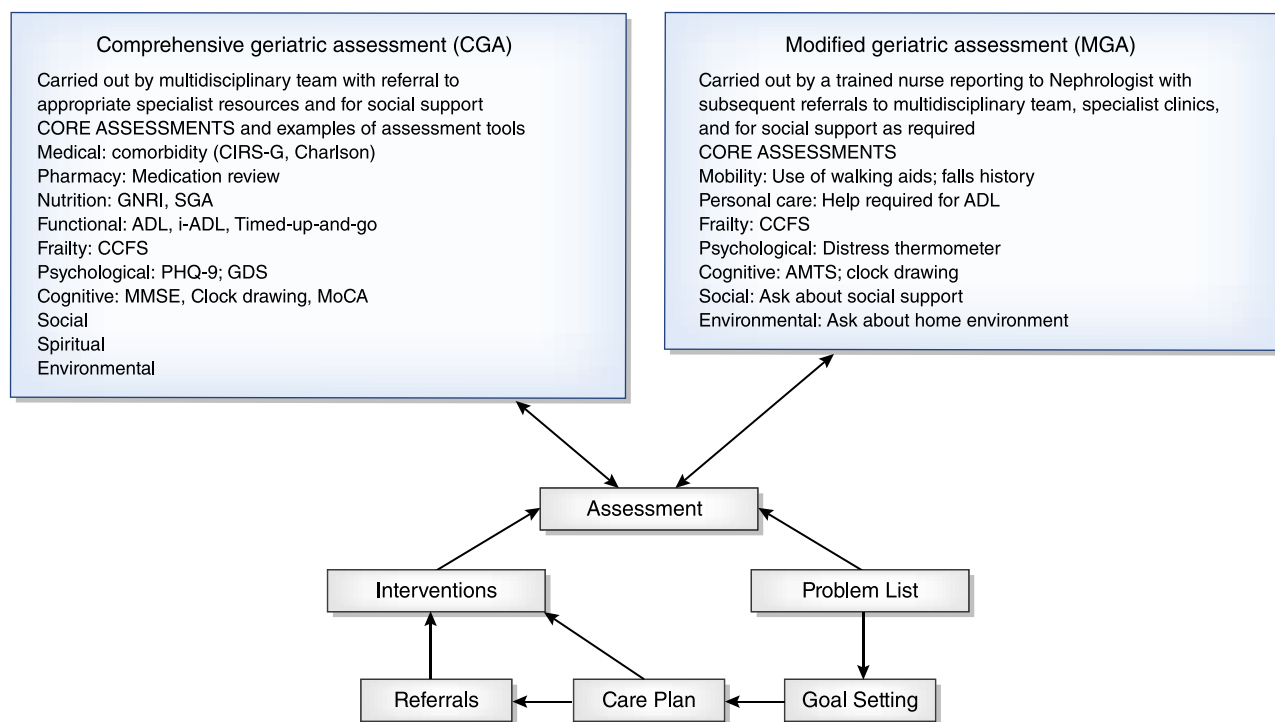 Comprehensive geriatric assessment (CGA)
Carried out by multidisciplinary team with referral to
appropriate specialist resources and for social support
CORE ASSESSMENTS and examples of assessment tools
Medical: comorbidity (CIRS-G, Charlson)
Pharmacy: Medication review
Nutrition: GNRI, SGA
Functional: ADL, i-ADL, Timed-up-and-go
Frailty: CCFS
Psychological: PHQ-9; GDS
Cognitive: MMSE, Clock drawing, MoCA
Social
Spiritual
Environmental
Modified geriatric assessment (MGA)
Carried out by a trained nurse reporting to Nephrologist with
subsequent referrals to multidisciplinary team, specialist clinics,
and for social support as required
CORE ASSESSMENTS
Mobility: Use of walking aids; falls history
Personal care: Help required for ADL
Frailty: CCFS
Psychological: Distress thermometer
Cognitive: AMTS; clock drawing
Social: Ask about social support
Environmental: Ask about home environment
Assessment
Interventions
Problem List
Referrals
Care Plan
Goal Setting